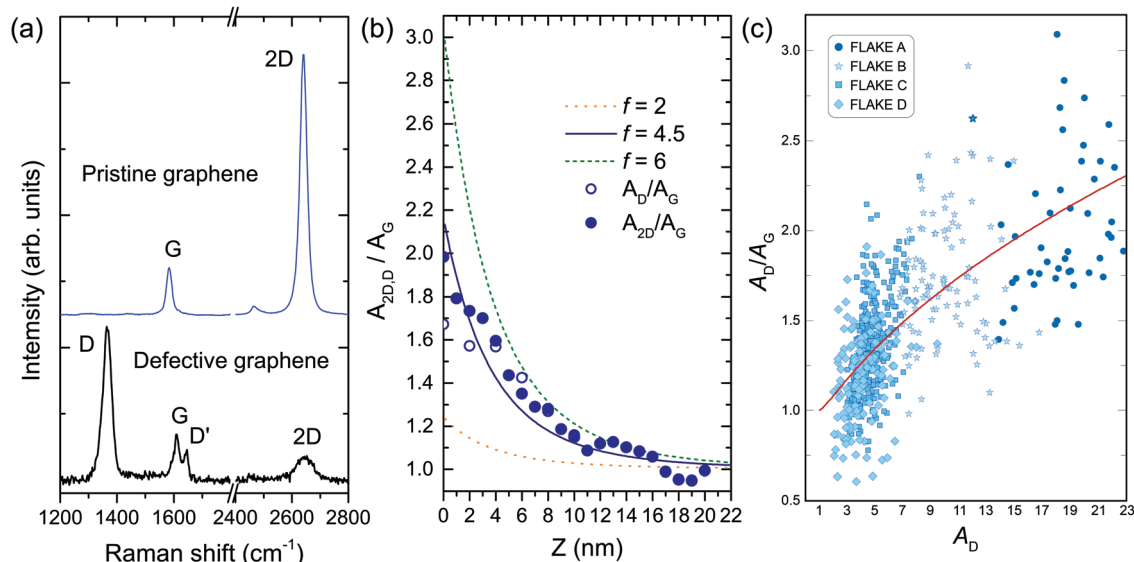 (a)
2D
Pristine graphene
G
D
Defective graphene
G
D'
2D
Intemsity (arb. units)
1200 1400 1600 2400 2600 2800
Raman shift (cm⁻¹)
(b)
3.0
2.8
2.6
2.4
2.2
2.0
1.8
1.6
1.4
1.2
1.0
A2D,D / AG
f = 2
f = 4.5
f = 6
AD/AG
A2D/AG
0 2 4 6 8 10 12 14 16 18 20 22
Z (nm)
(c)
3.0
2.5
2.0
1.5
1.0
0.5
AD/AG
FLAKE A
FLAKE B
FLAKE C
FLAKE D
1 3 5 7 9 11 13 15 17 19 21 23
AD